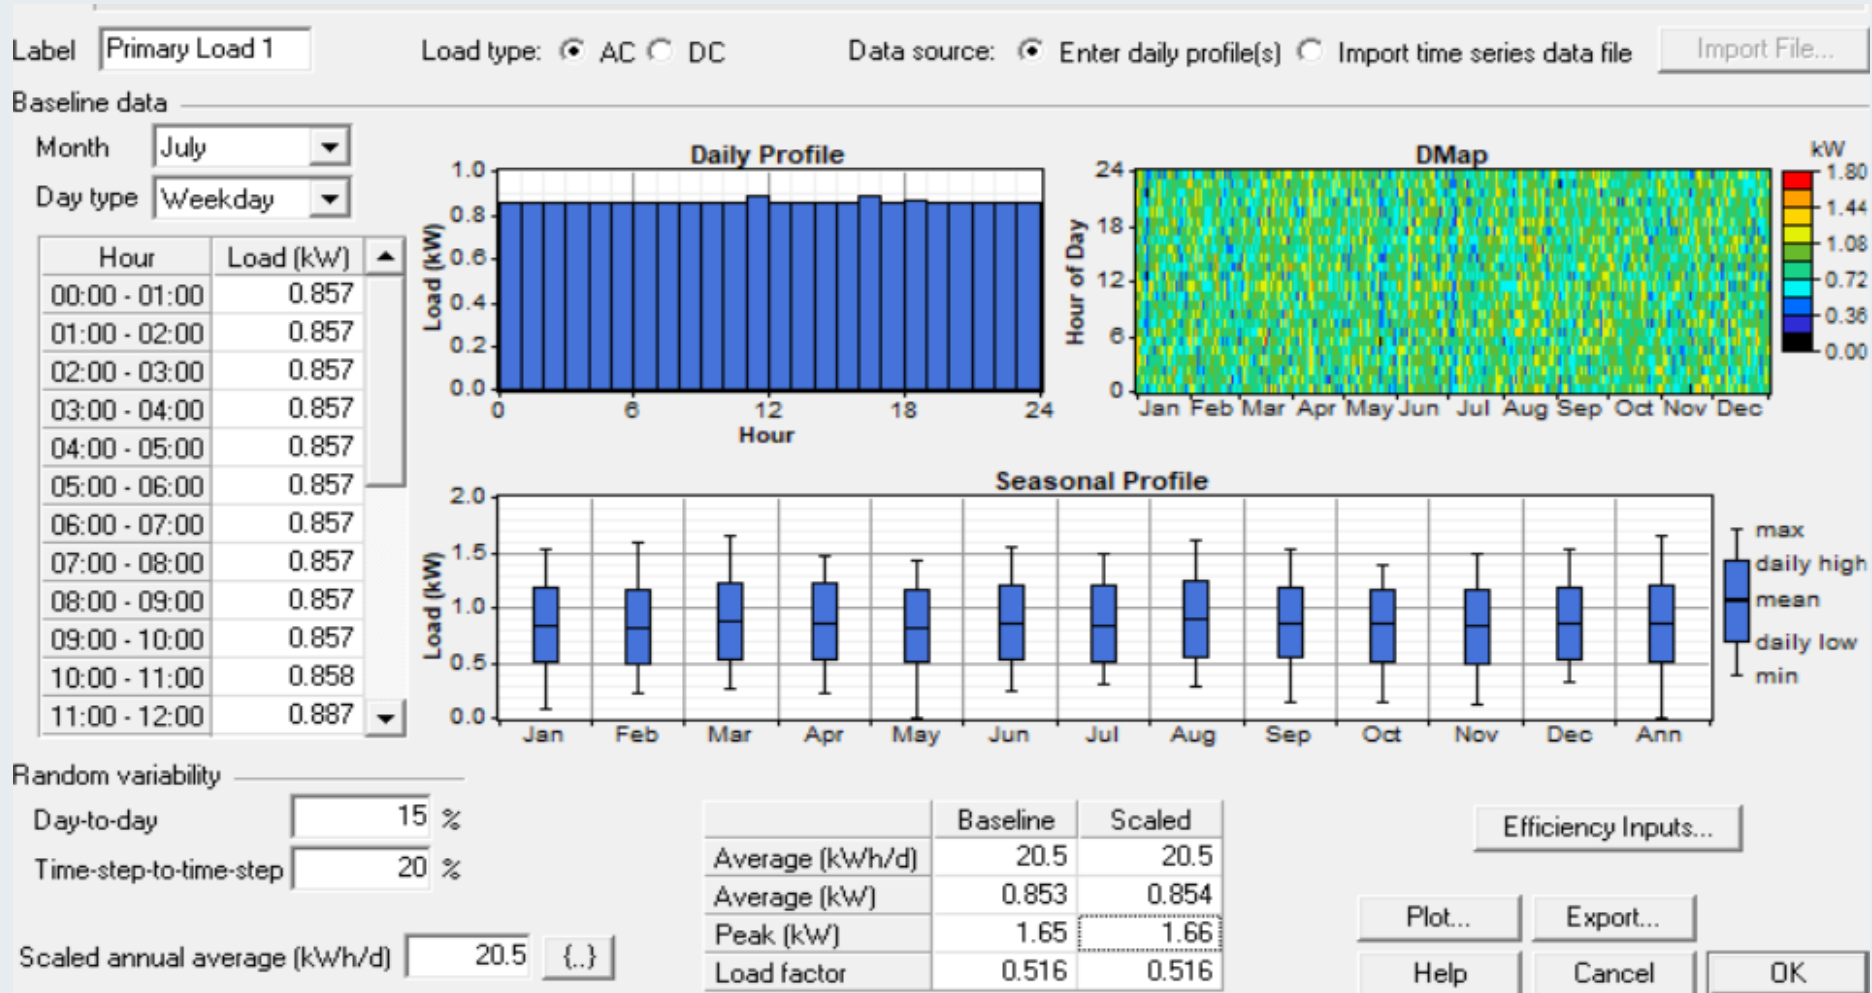 Label Primary Load 1 Load type: AC DC Data source: Enter daily profile(s) Import time series data file Import File...
Baseline data
Month July
Day type Weekday
Hour Load (kW)
00:00 - 01:00 0.857
01:00 - 02:00 0.857
02:00 - 03:00 0.857
03:00 - 04:00 0.857
04:00 - 05:00 0.857
05:00 - 06:00 0.857
06:00 - 07:00 0.857
07:00 - 08:00 0.857
08:00 - 09:00 0.857
09:00 - 10:00 0.857
10:00 - 11:00 0.858
11:00 - 12:00 0.887
Daily Profile
Load (kW)
1.0
0.8
0.6
0.4
0.2
0.0
0 6 12 18 24
Hour
DMap
Hour of Day
24
18
12
6
0
Jan Feb Mar Apr May Jun Jul Aug Sep Oct Nov Dec
kW
1.80
1.44
1.08
0.72
0.36
0.00
Seasonal Profile
Load (kW)
2.0
1.5
1.0
0.5
0.0
Jan Feb Mar Apr May Jun Jul Aug Sep Oct Nov Dec Ann
max
daily high
mean
daily low
min
Random variability
Day-to-day 15 %
Time-step-to-time-step 20 %
Scaled annual average (kWh/d) 20.5 {..}
Baseline Scaled
Average (kWh/d) 20.5 20.5
Average (kW) 0.853 0.854
Peak (kW) 1.65 1.66
Load factor 0.516 0.516
Efficiency Inputs...
Plot... Export...
Help Cancel OK